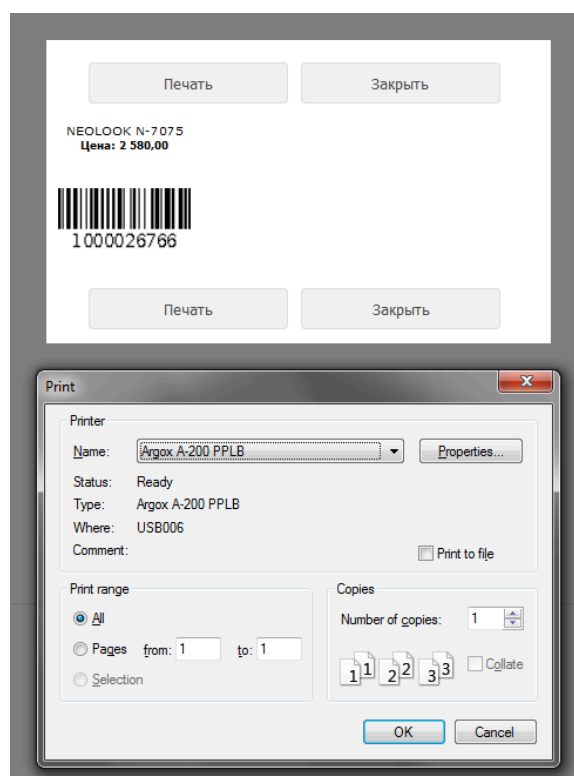 Печать Закрыть
NEOLOOK N-7075
Цена: 2 580,00
1000026766
Печать Закрыть
Print
Printer
Name: Argox A-200 PPLB Properties...
Status: Ready
Type: Argox A-200 PPLB
Where: USB006
Comment: Print to file
Print range
All
Pages from: 1 to: 1
Selection
Copies
Number of copies: 1
1 1 2 2 3 3 Collate
OK Cancel